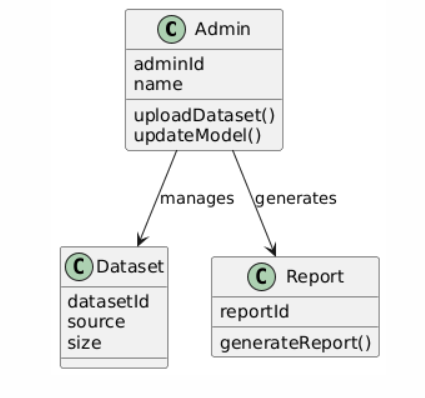 C Admin
adminId
name
uploadDataset()
updateModel()
manages
generates
C Dataset
datasetId
source
size
C Report
reportId
generateReport()